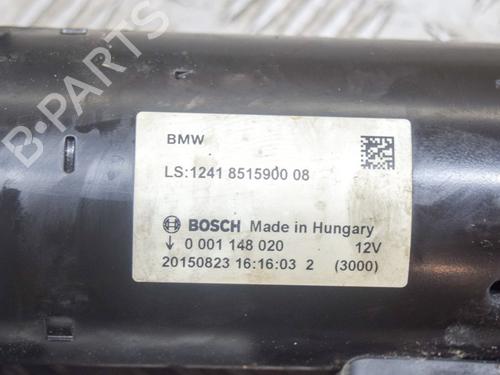 B-PARTS
BMW
LS:1241 8515900 08
BOSCH Made in Hungary
0 001 148 020 12V
20150823 16:16:03 2 (3000)